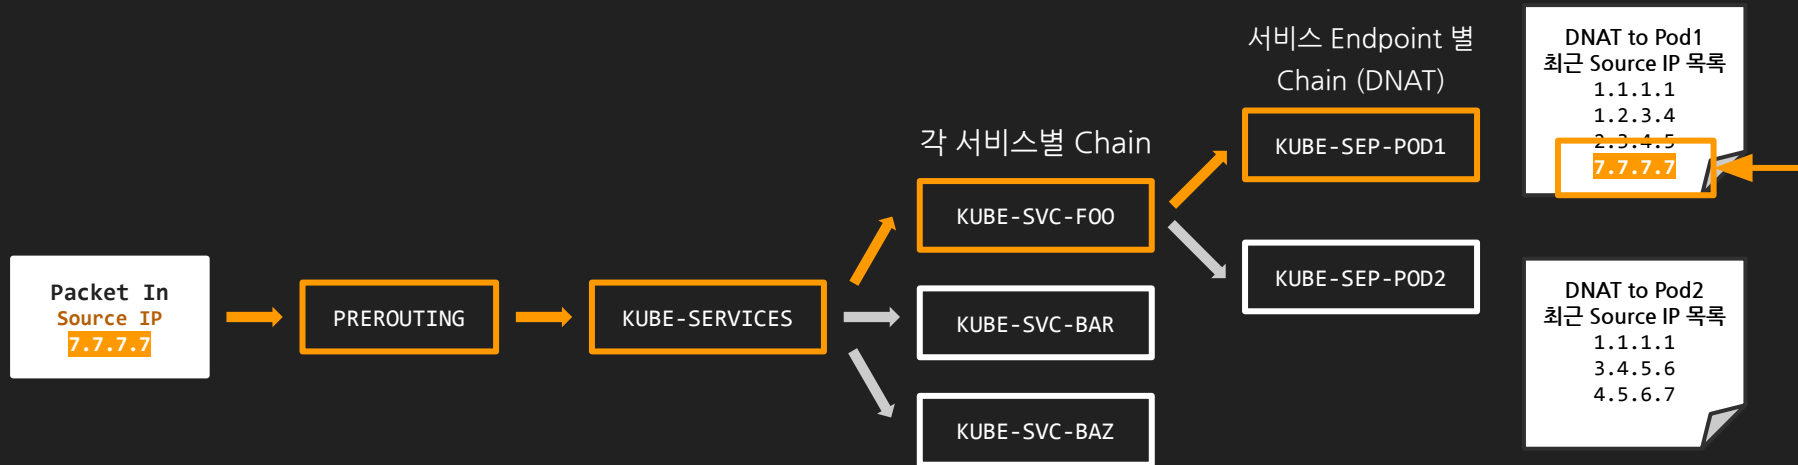 Packet In
Source IP
7.7.7.7
PREROUTING
KUBE-SERVICES
각 서비스별 Chain
KUBE-SVC-FOO
KUBE-SVC-BAR
KUBE-SVC-BAZ
서비스 Endpoint 별
Chain (DNAT)
KUBE-SEP-POD1
KUBE-SEP-POD2
DNAT to Pod1
최근 Source IP 목록
1.1.1.1
1.2.3.4
2.3.4.5
7.7.7.7
DNAT to Pod2
최근 Source IP 목록
1.1.1.1
3.4.5.6
4.5.6.7